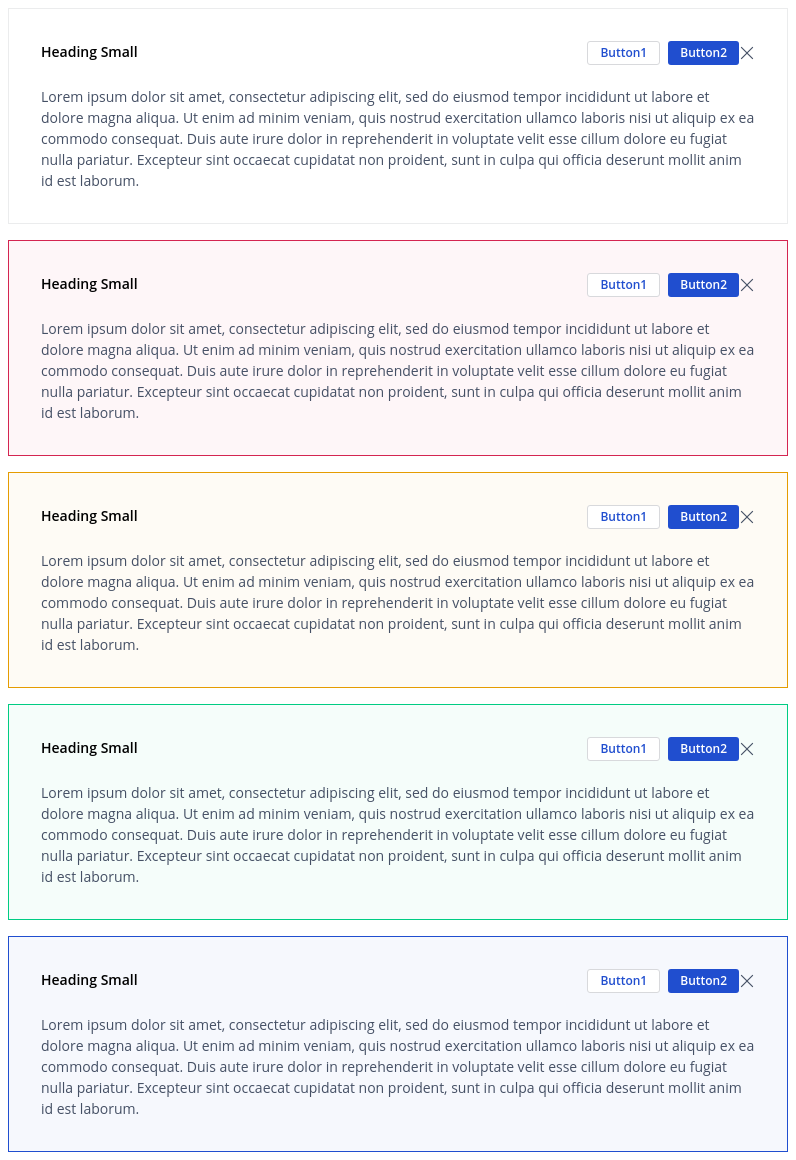 Heading Small Button1 Button2
Lorem ipsum dolor sit amet, consectetur adipiscing elit, sed do eiusmod tempor incididunt ut labore et
dolore magna aliqua. Ut enim ad minim veniam, quis nostrud exercitation ullamco laboris nisi ut aliquip ex ea
commodo consequat. Duis aute irure dolor in reprehenderit in voluptate velit esse cillum dolore eu fugiat
nulla pariatur. Excepteur sint occaecat cupidatat non proident, sunt in culpa qui officia deserunt mollit anim
id est laborum.
Heading Small Button1 Button2
Lorem ipsum dolor sit amet, consectetur adipiscing elit, sed do eiusmod tempor incididunt ut labore et
dolore magna aliqua. Ut enim ad minim veniam, quis nostrud exercitation ullamco laboris nisi ut aliquip ex ea
commodo consequat. Duis aute irure dolor in reprehenderit in voluptate velit esse cillum dolore eu fugiat
nulla pariatur. Excepteur sint occaecat cupidatat non proident, sunt in culpa qui officia deserunt mollit anim
id est laborum.
Heading Small Button1 Button2
Lorem ipsum dolor sit amet, consectetur adipiscing elit, sed do eiusmod tempor incididunt ut labore et
dolore magna aliqua. Ut enim ad minim veniam, quis nostrud exercitation ullamco laboris nisi ut aliquip ex ea
commodo consequat. Duis aute irure dolor in reprehenderit in voluptate velit esse cillum dolore eu fugiat
nulla pariatur. Excepteur sint occaecat cupidatat non proident, sunt in culpa qui officia deserunt mollit anim
id est laborum.
Heading Small Button1 Button2
Lorem ipsum dolor sit amet, consectetur adipiscing elit, sed do eiusmod tempor incididunt ut labore et
dolore magna aliqua. Ut enim ad minim veniam, quis nostrud exercitation ullamco laboris nisi ut aliquip ex ea
commodo consequat. Duis aute irure dolor in reprehenderit in voluptate velit esse cillum dolore eu fugiat
nulla pariatur. Excepteur sint occaecat cupidatat non proident, sunt in culpa qui officia deserunt mollit anim
id est laborum.
Heading Small Button1 Button2
Lorem ipsum dolor sit amet, consectetur adipiscing elit, sed do eiusmod tempor incididunt ut labore et
dolore magna aliqua. Ut enim ad minim veniam, quis nostrud exercitation ullamco laboris nisi ut aliquip ex ea
commodo consequat. Duis aute irure dolor in reprehenderit in voluptate velit esse cillum dolore eu fugiat
nulla pariatur. Excepteur sint occaecat cupidatat non proident, sunt in culpa qui officia deserunt mollit anim
id est laborum.